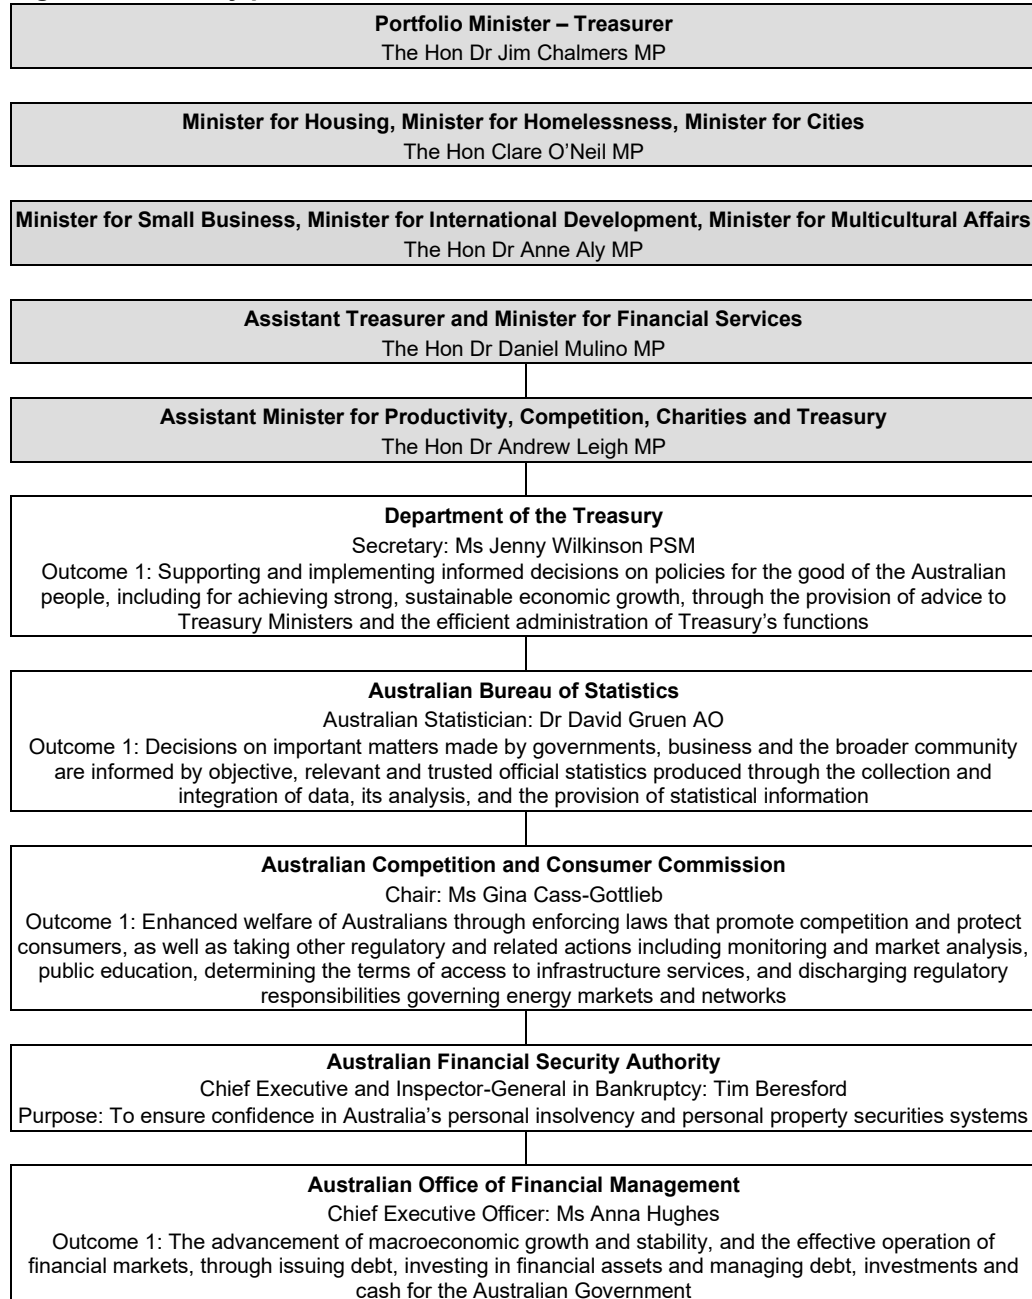 Portfolio Minister – Treasurer
The Hon Dr Jim Chalmers MP
Minister for Housing, Minister for Homelessness, Minister for Cities
The Hon Clare O’Neil MP
Minister for Small Business, Minister for International Development, Minister for Multicultural Affairs
The Hon Dr Anne Aly MP
Assistant Treasurer and Minister for Financial Services
The Hon Dr Daniel Mulino MP
Assistant Minister for Productivity, Competition, Charities and Treasury
The Hon Dr Andrew Leigh MP
Department of the Treasury
Secretary: Ms Jenny Wilkinson PSM
Outcome 1: Supporting and implementing informed decisions on policies for the good of the Australian
people, including for achieving strong, sustainable economic growth, through the provision of advice to
Treasury Ministers and the efficient administration of Treasury’s functions
Australian Bureau of Statistics
Australian Statistician: Dr David Gruen AO
Outcome 1: Decisions on important matters made by governments, business and the broader community
are informed by objective, relevant and trusted official statistics produced through the collection and
integration of data, its analysis, and the provision of statistical information
Australian Competition and Consumer Commission
Chair: Ms Gina Cass-Gottlieb
Outcome 1: Enhanced welfare of Australians through enforcing laws that promote competition and protect
consumers, as well as taking other regulatory and related actions including monitoring and market analysis,
public education, determining the terms of access to infrastructure services, and discharging regulatory
responsibilities governing energy markets and networks
Australian Financial Security Authority
Chief Executive and Inspector-General in Bankruptcy: Tim Beresford
Purpose: To ensure confidence in Australia’s personal insolvency and personal property securities systems
Australian Office of Financial Management
Chief Executive Officer: Ms Anna Hughes
Outcome 1: The advancement of macroeconomic growth and stability, and the effective operation of
financial markets, through issuing debt, investing in financial assets and managing debt, investments and
cash for the Australian Government